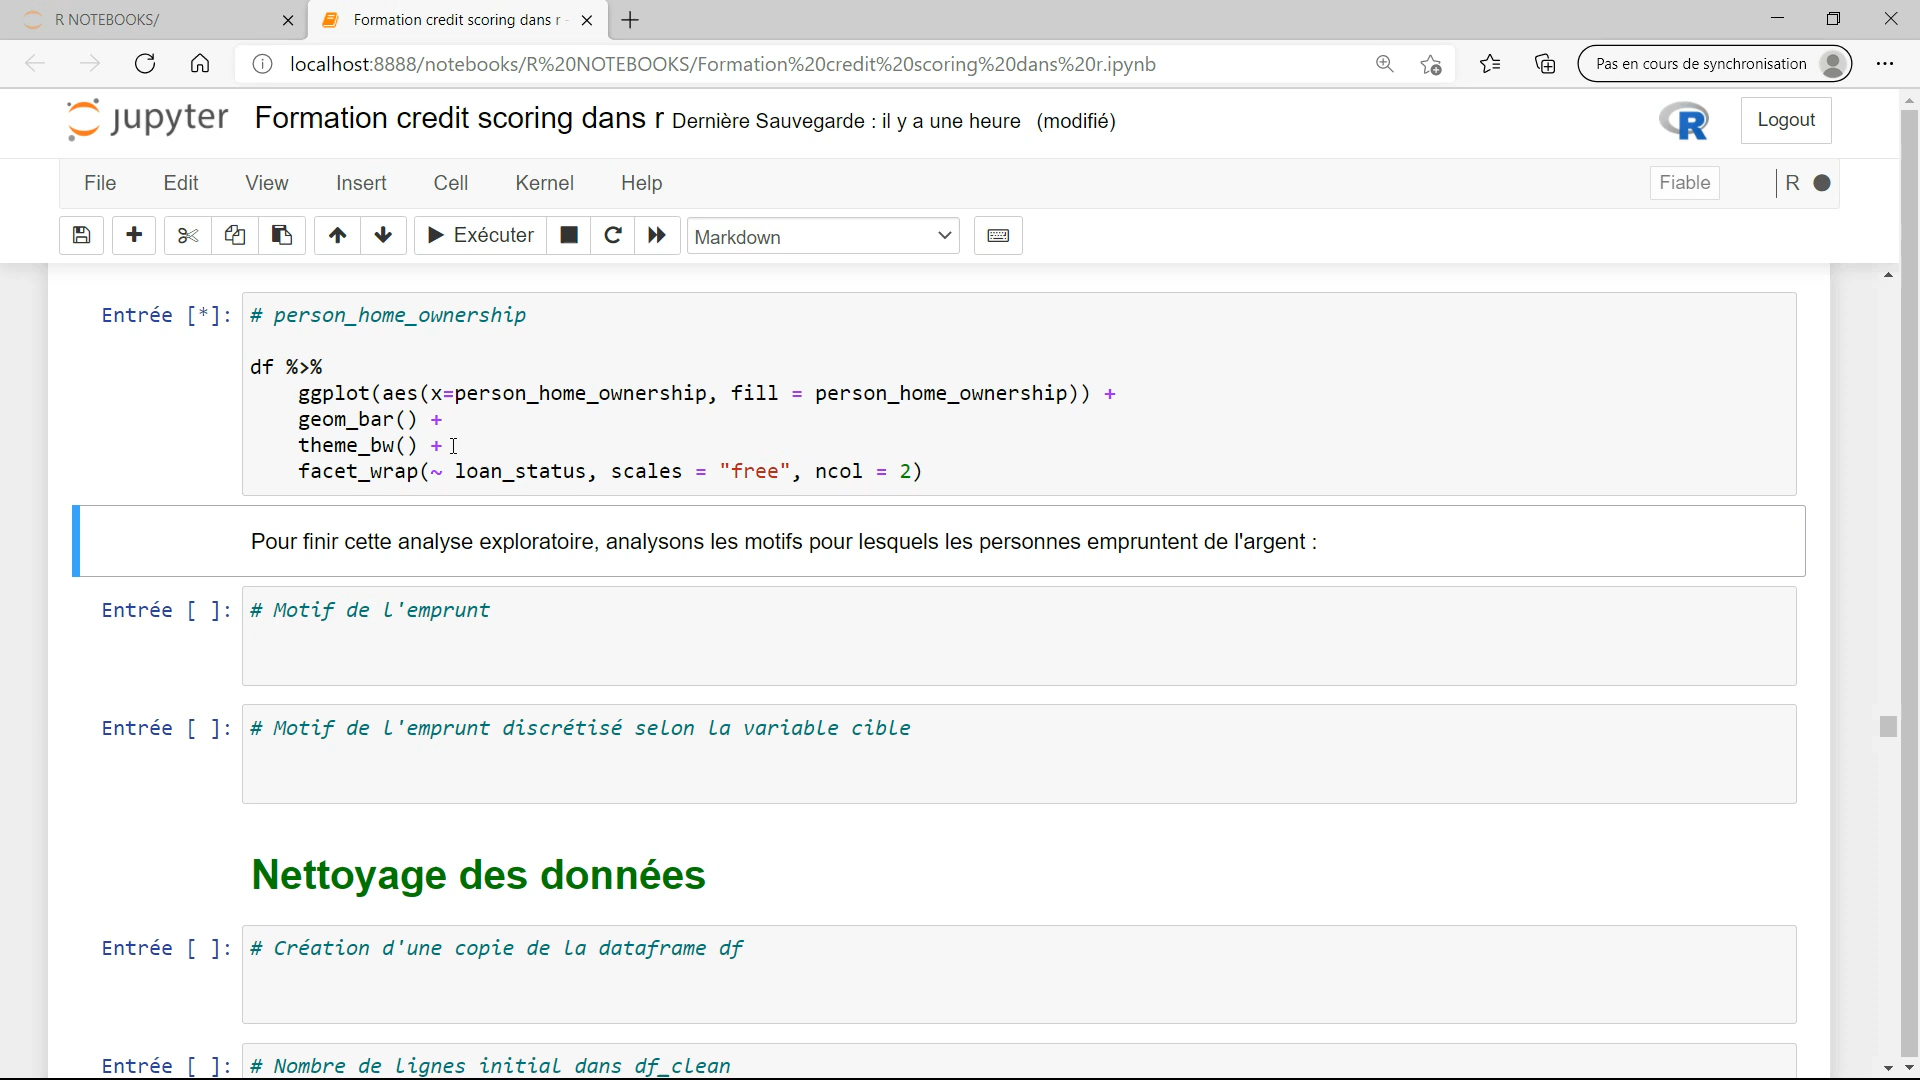 R NOTEBOOKS/
Formation credit scoring dans r -
localhost:8888/notebooks/R%20NOTEBOOKS/Formation%20credit%20scoring%20dans%20r.ipynb
Pas en cours de synchronisation
jupyter Formation credit scoring dans r Dernière Sauvegarde : il y a une heure (modifié)
R
Logout
File Edit View Insert Cell Kernel Help
Fiable
R
Exécuter
Markdown
Entrée [*]: # person_home_ownership
df %>%
ggplot(aes(x=person_home_ownership, fill = person_home_ownership)) +
geom_bar() +
theme_bw() +
facet_wrap(~ loan_status, scales = "free", ncol = 2)
Pour finir cette analyse exploratoire, analysons les motifs pour lesquels les personnes empruntent de l'argent :
Entrée [ ]: # Motif de l'emprunt
Entrée [ ]: # Motif de l'emprunt discrétisé selon la variable cible
Nettoyage des données
Entrée [ ]: # Création d'une copie de la dataframe df
Entrée [ ]: # Nombre de lignes initial dans df_clean